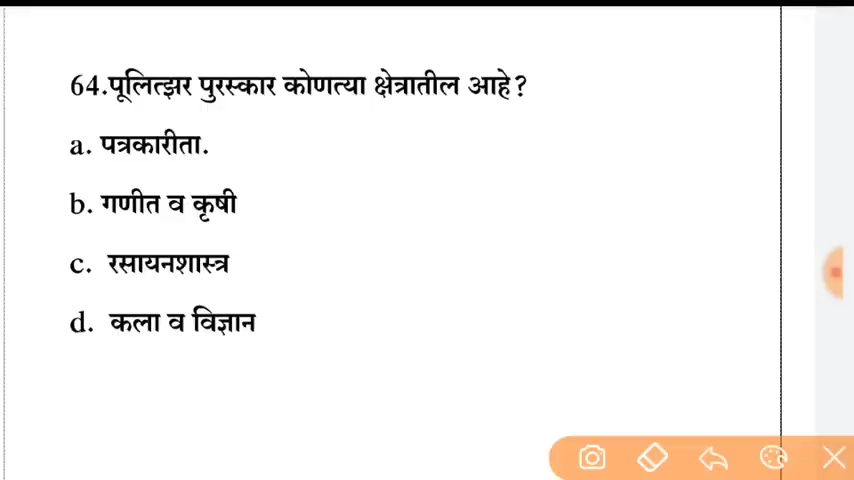 64.पूलित्झर पुरस्कार कोणत्या क्षेत्रातील आहे?
a. पत्रकारीता.
b. गणीत व कृषी
c. रसायनशास्त्र
d. कला व विज्ञान